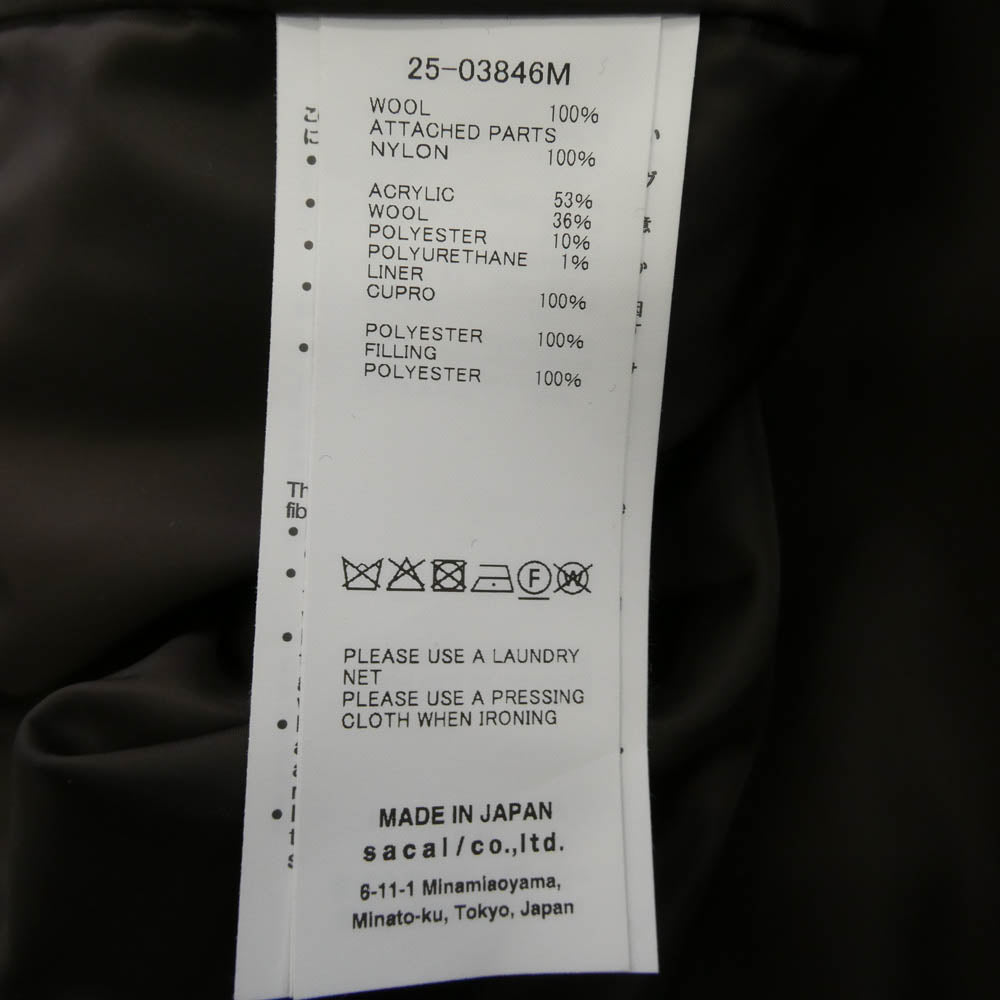 25-03846M
WOOL 100%
ATTACHED PARTS
NYLON 100%
ACRYLIC 53%
WOOL 36%
POLYESTER 10%
POLYURETHANE 1%
LINER
CUPRO 100%
POLYESTER 100%
FILLING
POLYESTER 100%
F
W
PLEASE USE A LAUNDRY
NET
PLEASE USE A PRESSING
CLOTH WHEN IRONING
MADE IN JAPAN
sacai/co.,ltd.
6-11-1 Minamiaoyama,
Minato-ku, Tokyo, Japan